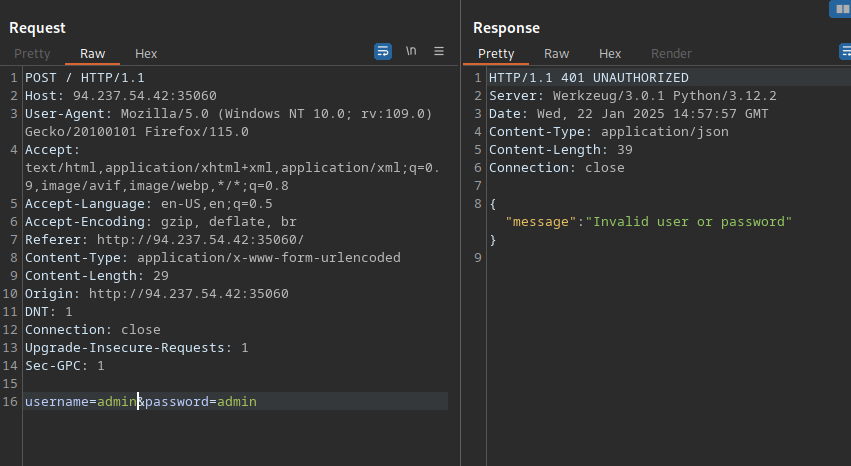 Request
Pretty Raw Hex
\n
1 POST / HTTP/1.1
2 Host: 94.237.54.42:35060
3 User-Agent: Mozilla/5.0 (Windows NT 10.0; rv:109.0)
Gecko/20100101 Firefox/115.0
4 Accept:
text/html,application/xhtml+xml,application/xml;q=0.
9,image/avif,image/webp,*/*;q=0.8
5 Accept-Language: en-US,en;q=0.5
6 Accept-Encoding: gzip, deflate, br
7 Referer: http://94.237.54.42:35060/
8 Content-Type: application/x-www-form-urlencoded
9 Content-Length: 29
10 Origin: http://94.237.54.42:35060
11 DNT: 1
12 Connection: close
13 Upgrade-Insecure-Requests: 1
14 Sec-GPC: 1
15
16 username=admin&password=admin
Response
Pretty Raw Hex Render
1 HTTP/1.1 401 UNAUTHORIZED
2 Server: Werkzeug/3.0.1 Python/3.12.2
3 Date: Wed, 22 Jan 2025 14:57:57 GMT
4 Content-Type: application/json
5 Content-Length: 39
6 Connection: close
7
8 {
"message":"Invalid user or password"
}
9